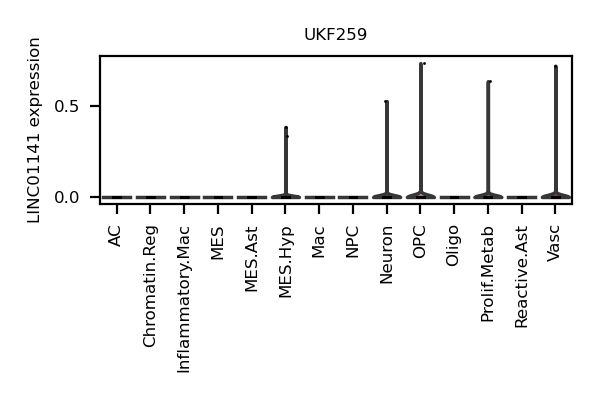 UKF259
LINC01141 expression
0.5
0.0
AC
Chromatin.Reg
Inflammatory.Mac
MES
MES.Ast
MES.Hyp
Mac
NPC
Neuron
OPC
Oligo
Prolif.Metab
Reactive.Ast
Vasc